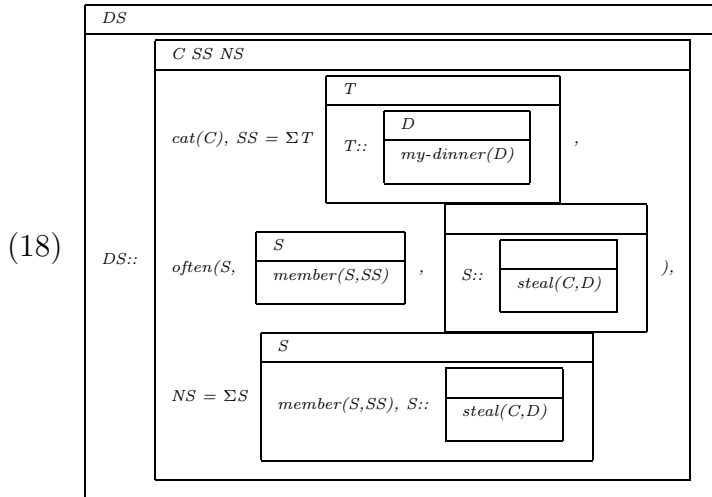 DS
C SS NS
T
cat(C), SS = ΣT
T::
D
my-dinner(D)
,
(18)
DS::
often(S,
S
member(S,SS)
,
S::
steal(C,D)
),
NS = ΣS
S
member(S,SS), S::
steal(C,D)